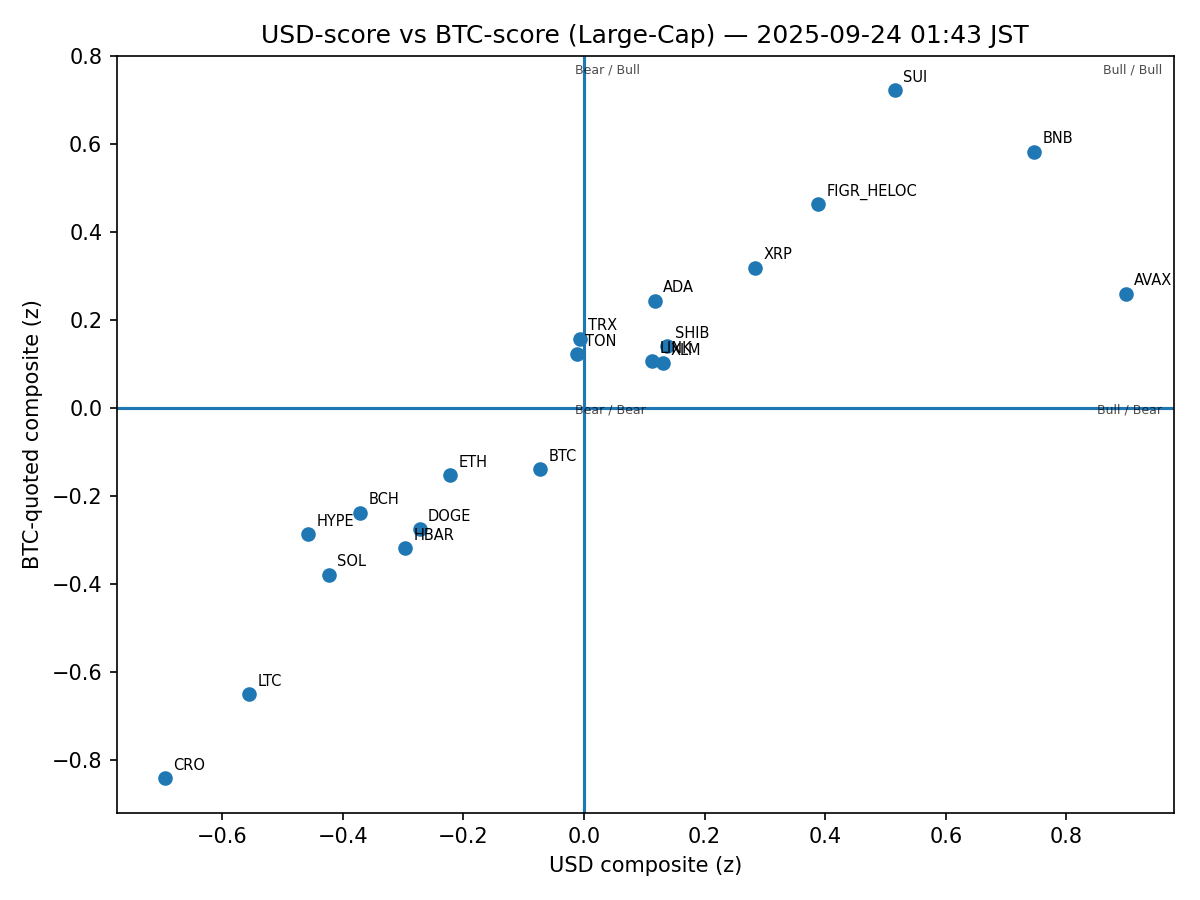 USD-score vs BTC-score (Large-Cap) — 2025-09-24 01:43 JST
Bear / Bull
Bull / Bull
SUI
BNB
FIGR_HELOC
XRP
AVAX
ADA
TRX
TON
SHIB
LINK
XLM
Bear / Bear
Bull / Bear
BTC
ETH
BCH
DOGE
HYPE
HBAR
SOL
LTC
CRO
0.8
0.6
0.4
0.2
0.0
−0.2
−0.4
−0.6
−0.8
BTC-quoted composite (z)
−0.6
−0.4
−0.2
0.0
0.2
0.4
0.6
0.8
USD composite (z)